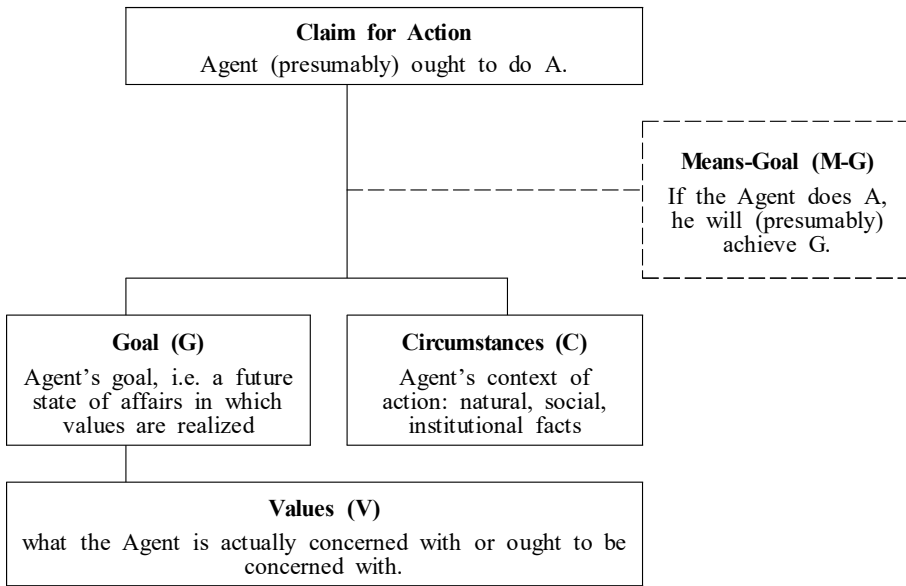 Claim for Action
Agent (presumably) ought to do A.
Means-Goal (M-G)
If the Agent does A,
he will (presumably)
achieve G.
Goal (G)
Agent's goal, i.e. a future
state of affairs in which
values are realized
Circumstances (C)
Agent's context of
action: natural, social,
institutional facts
Values (V)
what the Agent is actually concerned with or ought to be
concerned with.